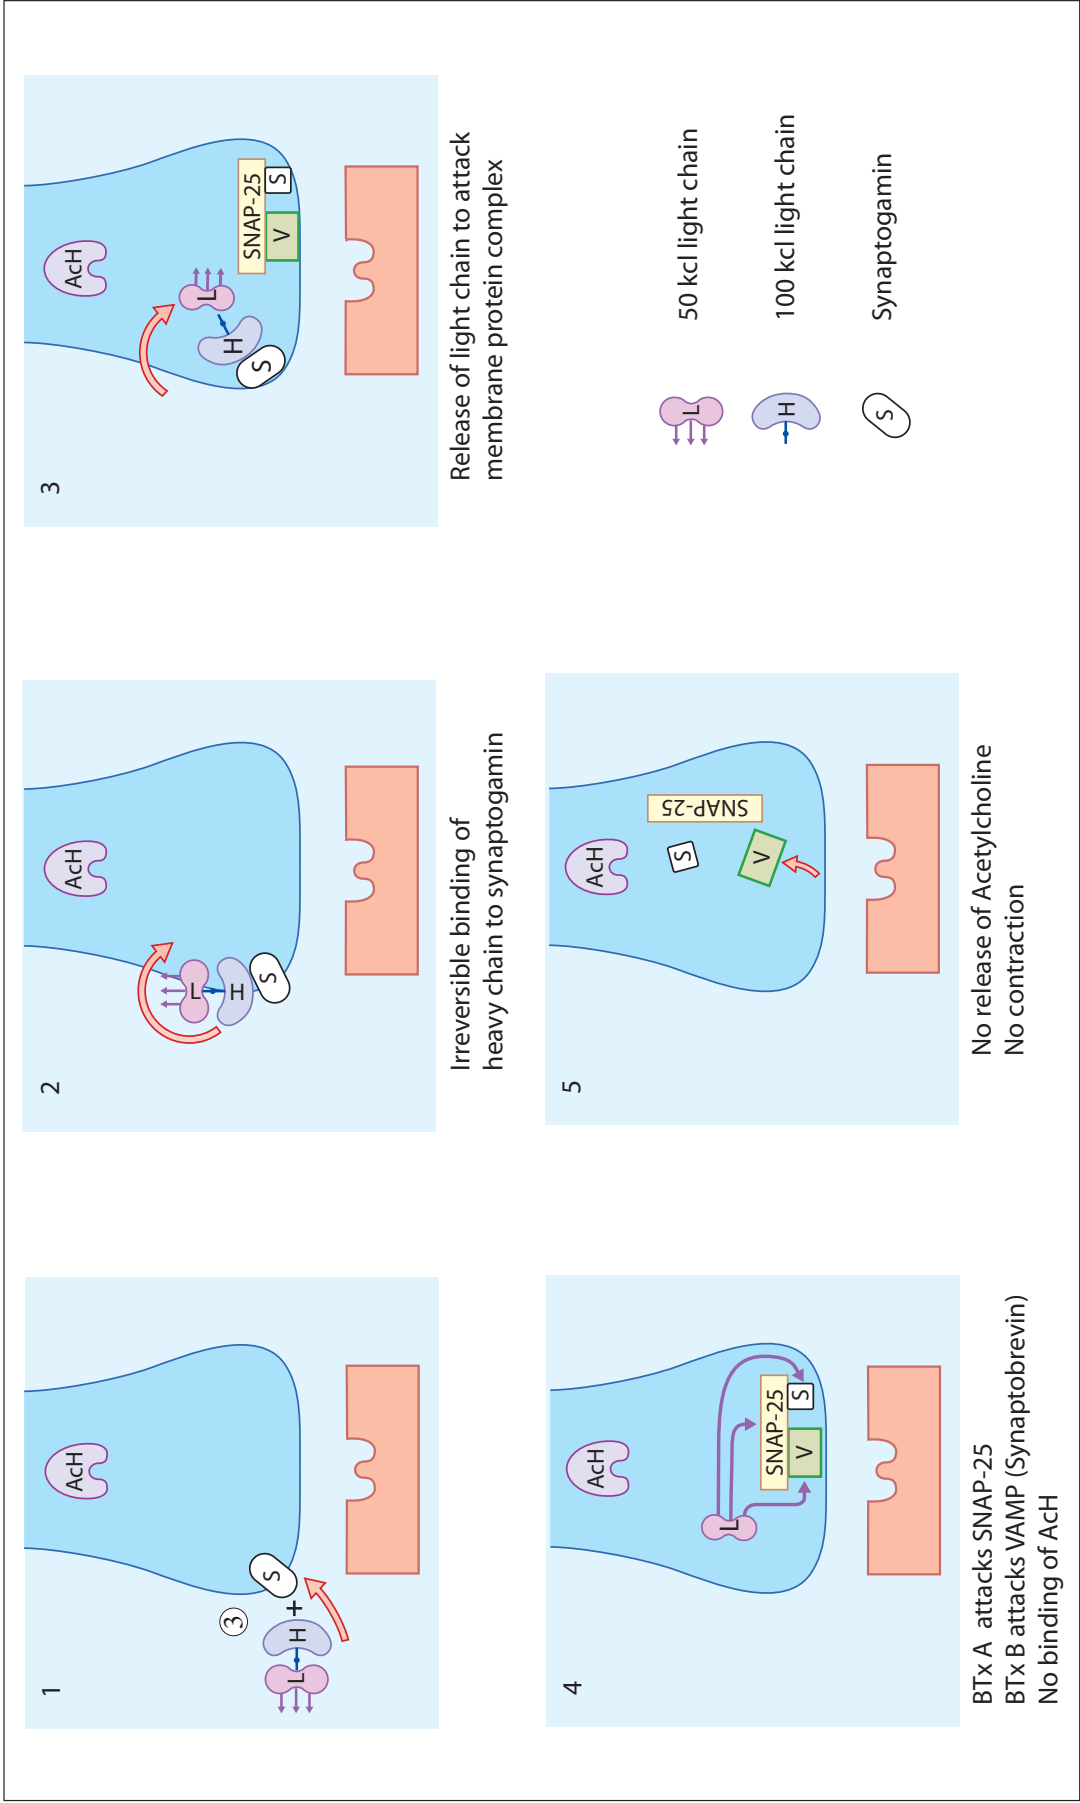 1
AcH
③
L
H
+
S
2
AcH
L
H
S
Irreversible binding of
heavy chain to synaptogamin
3
AcH
L
H
S
SNAP-25
V
S
Release of light chain to attack
membrane protein complex
4
AcH
L
SNAP-25
V
S
BTx A attacks SNAP-25
BTx B attacks VAMP (Synaptobrevin)
No binding of AcH
5
AcH
S
SNAP-25
V
No release of Acetylcholine
No contraction
L 50 kcl light chain
H 100 kcl light chain
S Synaptogamin